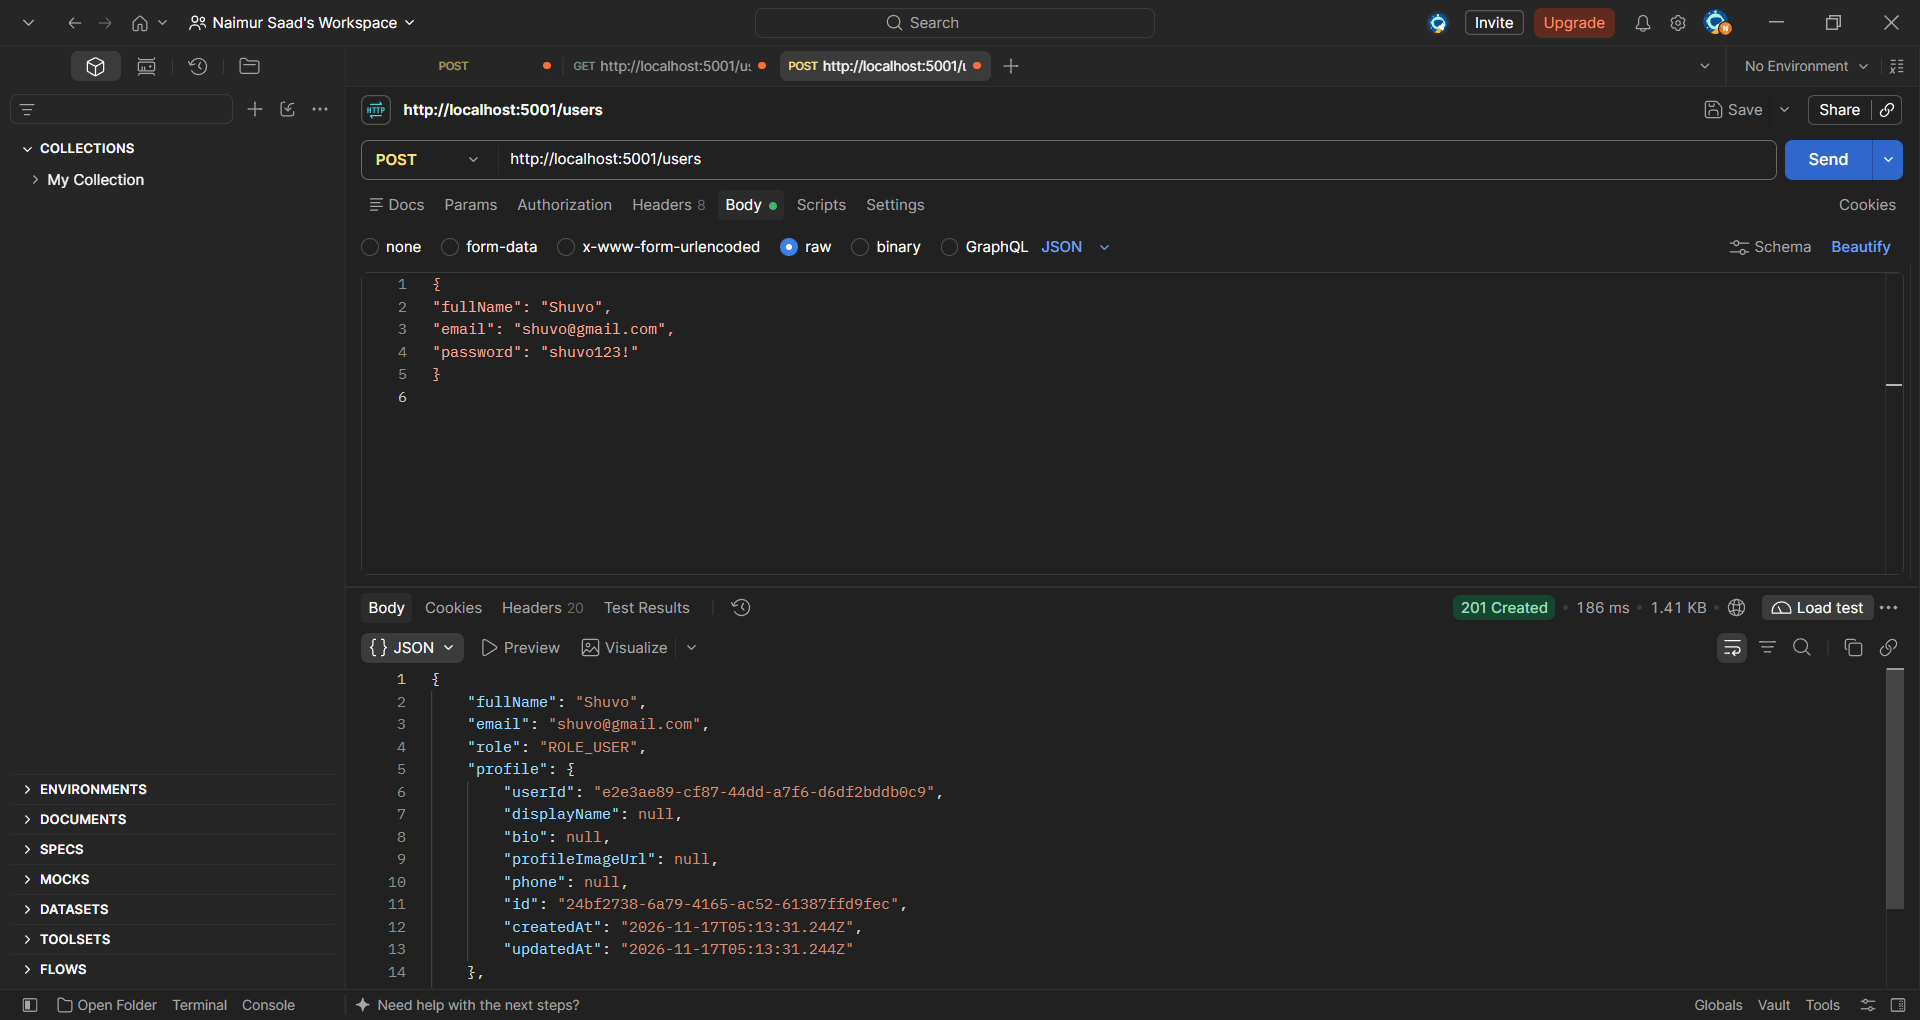 Naimur Saad's Workspace
Search
Invite
Upgrade
POST
GET http://localhost:5001/us
POST http://localhost:5001/u
No Environment
HTTP
http://localhost:5001/users
Save
Share
COLLECTIONS
My Collection
POST
http://localhost:5001/users
Send
Docs
Params
Authorization
Headers 8
Body
Scripts
Settings
Cookies
none
form-data
x-www-form-urlencoded
raw
binary
GraphQL
JSON
Schema
Beautify
1 {
2 "fullName": "Shuvo",
3 "email": "shuvo@gmail.com",
4 "password": "shuvo123!"
5 }
6
Body
Cookies
Headers 20
Test Results
201 Created
186 ms
1.41 KB
Load test
{} JSON
Preview
Visualize
1 {
2 "fullName": "Shuvo",
3 "email": "shuvo@gmail.com",
4 "role": "ROLE_USER",
5 "profile": {
6 "userId": "e2e3ae89-cf87-44dd-a7f6-d6df2bddb0c9",
7 "displayName": null,
8 "bio": null,
9 "profileImageUrl": null,
10 "phone": null,
11 "id": "24bf2738-6a79-4165-ac52-61387ffd9fec",
12 "createdAt": "2026-11-17T05:13:31.244Z",
13 "updatedAt": "2026-11-17T05:13:31.244Z"
14 },
ENVIRONMENTS
DOCUMENTS
SPECS
MOCKS
DATASETS
TOOLSETS
FLOWS
Open Folder
Terminal
Console
Need help with the next steps?
Globals
Vault
Tools